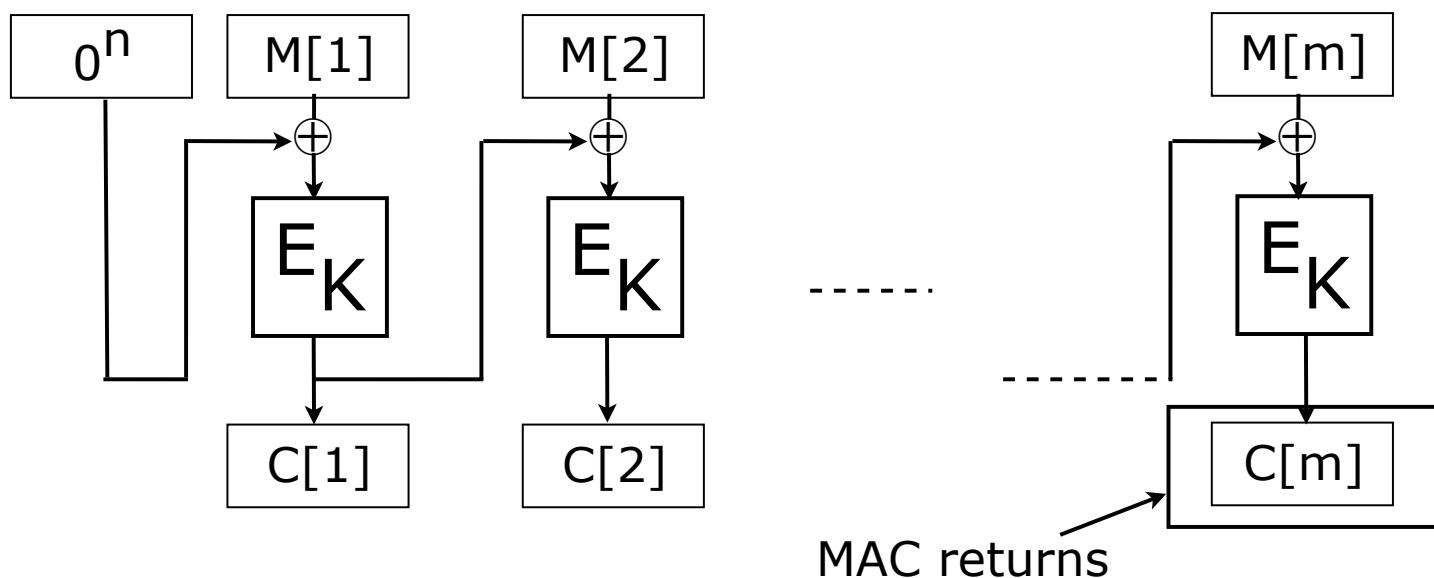 0ⁿ
M[1]
M[2]
M[m]
E_K
E_K
E_K
C[1]
C[2]
C[m]
MAC returns